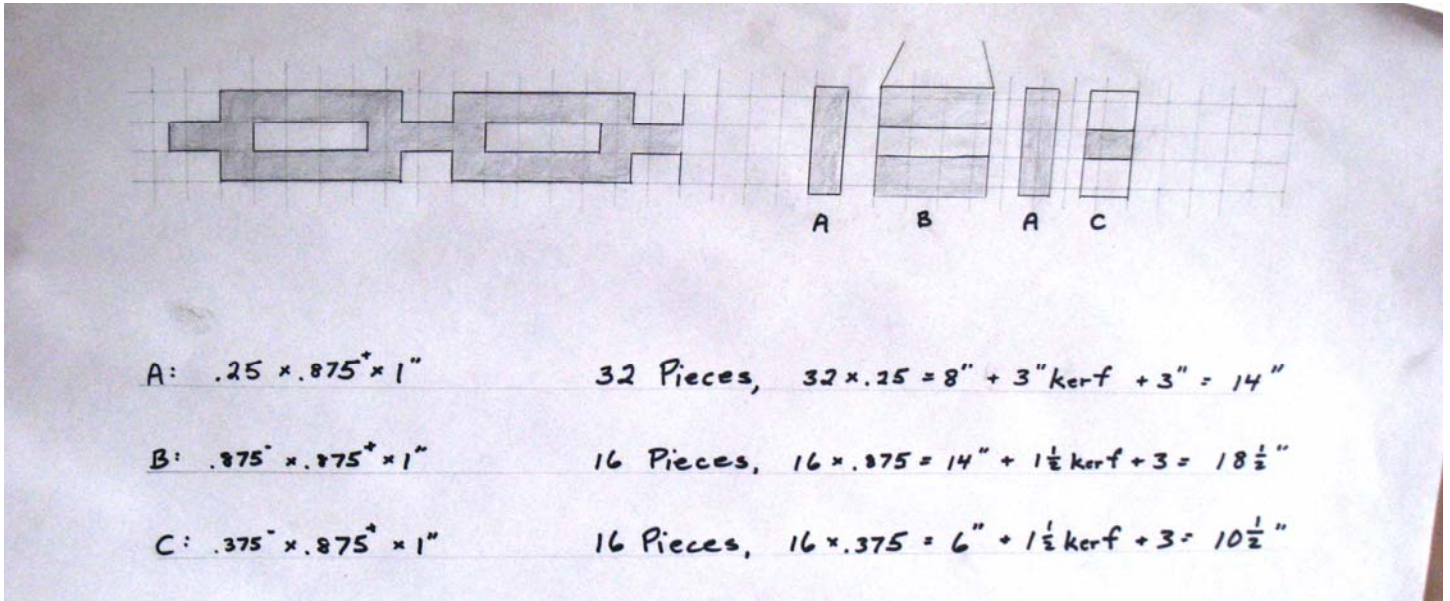 A B A C
A: .25 × .875⁺ × 1" 32 Pieces, 32 × .25 = 8" + 3" kerf + 3" = 14"
B: .875⁻ × .875⁺ × 1" 16 Pieces, 16 × .875 = 14" + 1½ kerf + 3 = 18½"
C: .375⁻ × .875⁺ × 1" 16 Pieces, 16 × .375 = 6" + 1½ kerf + 3 = 10½"